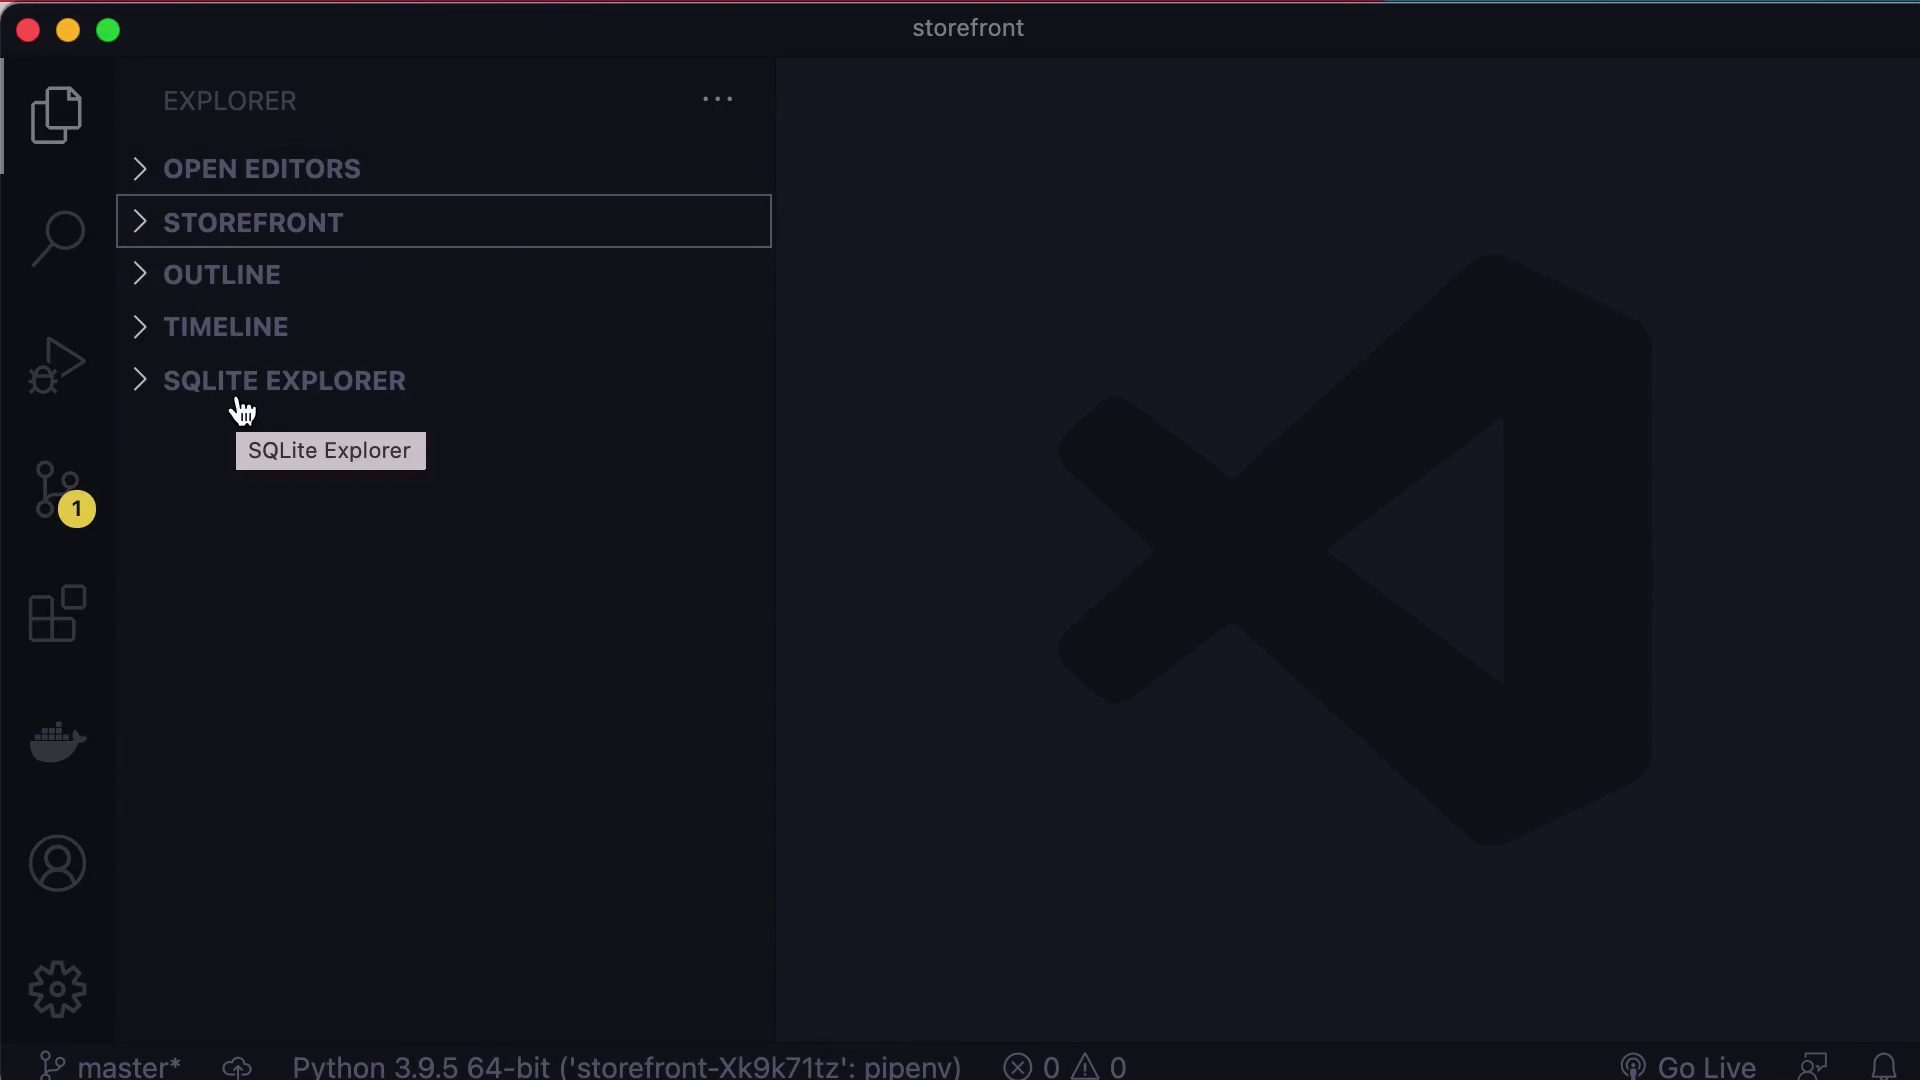 storefront
EXPLORER
OPEN EDITORS
STOREFRONT
OUTLINE
TIMELINE
SQLITE EXPLORER
SQLite Explorer
1
master* Python 3.9.5 64-bit ('storefront-Xk9k71tz': pipenv) 0 0 Go Live